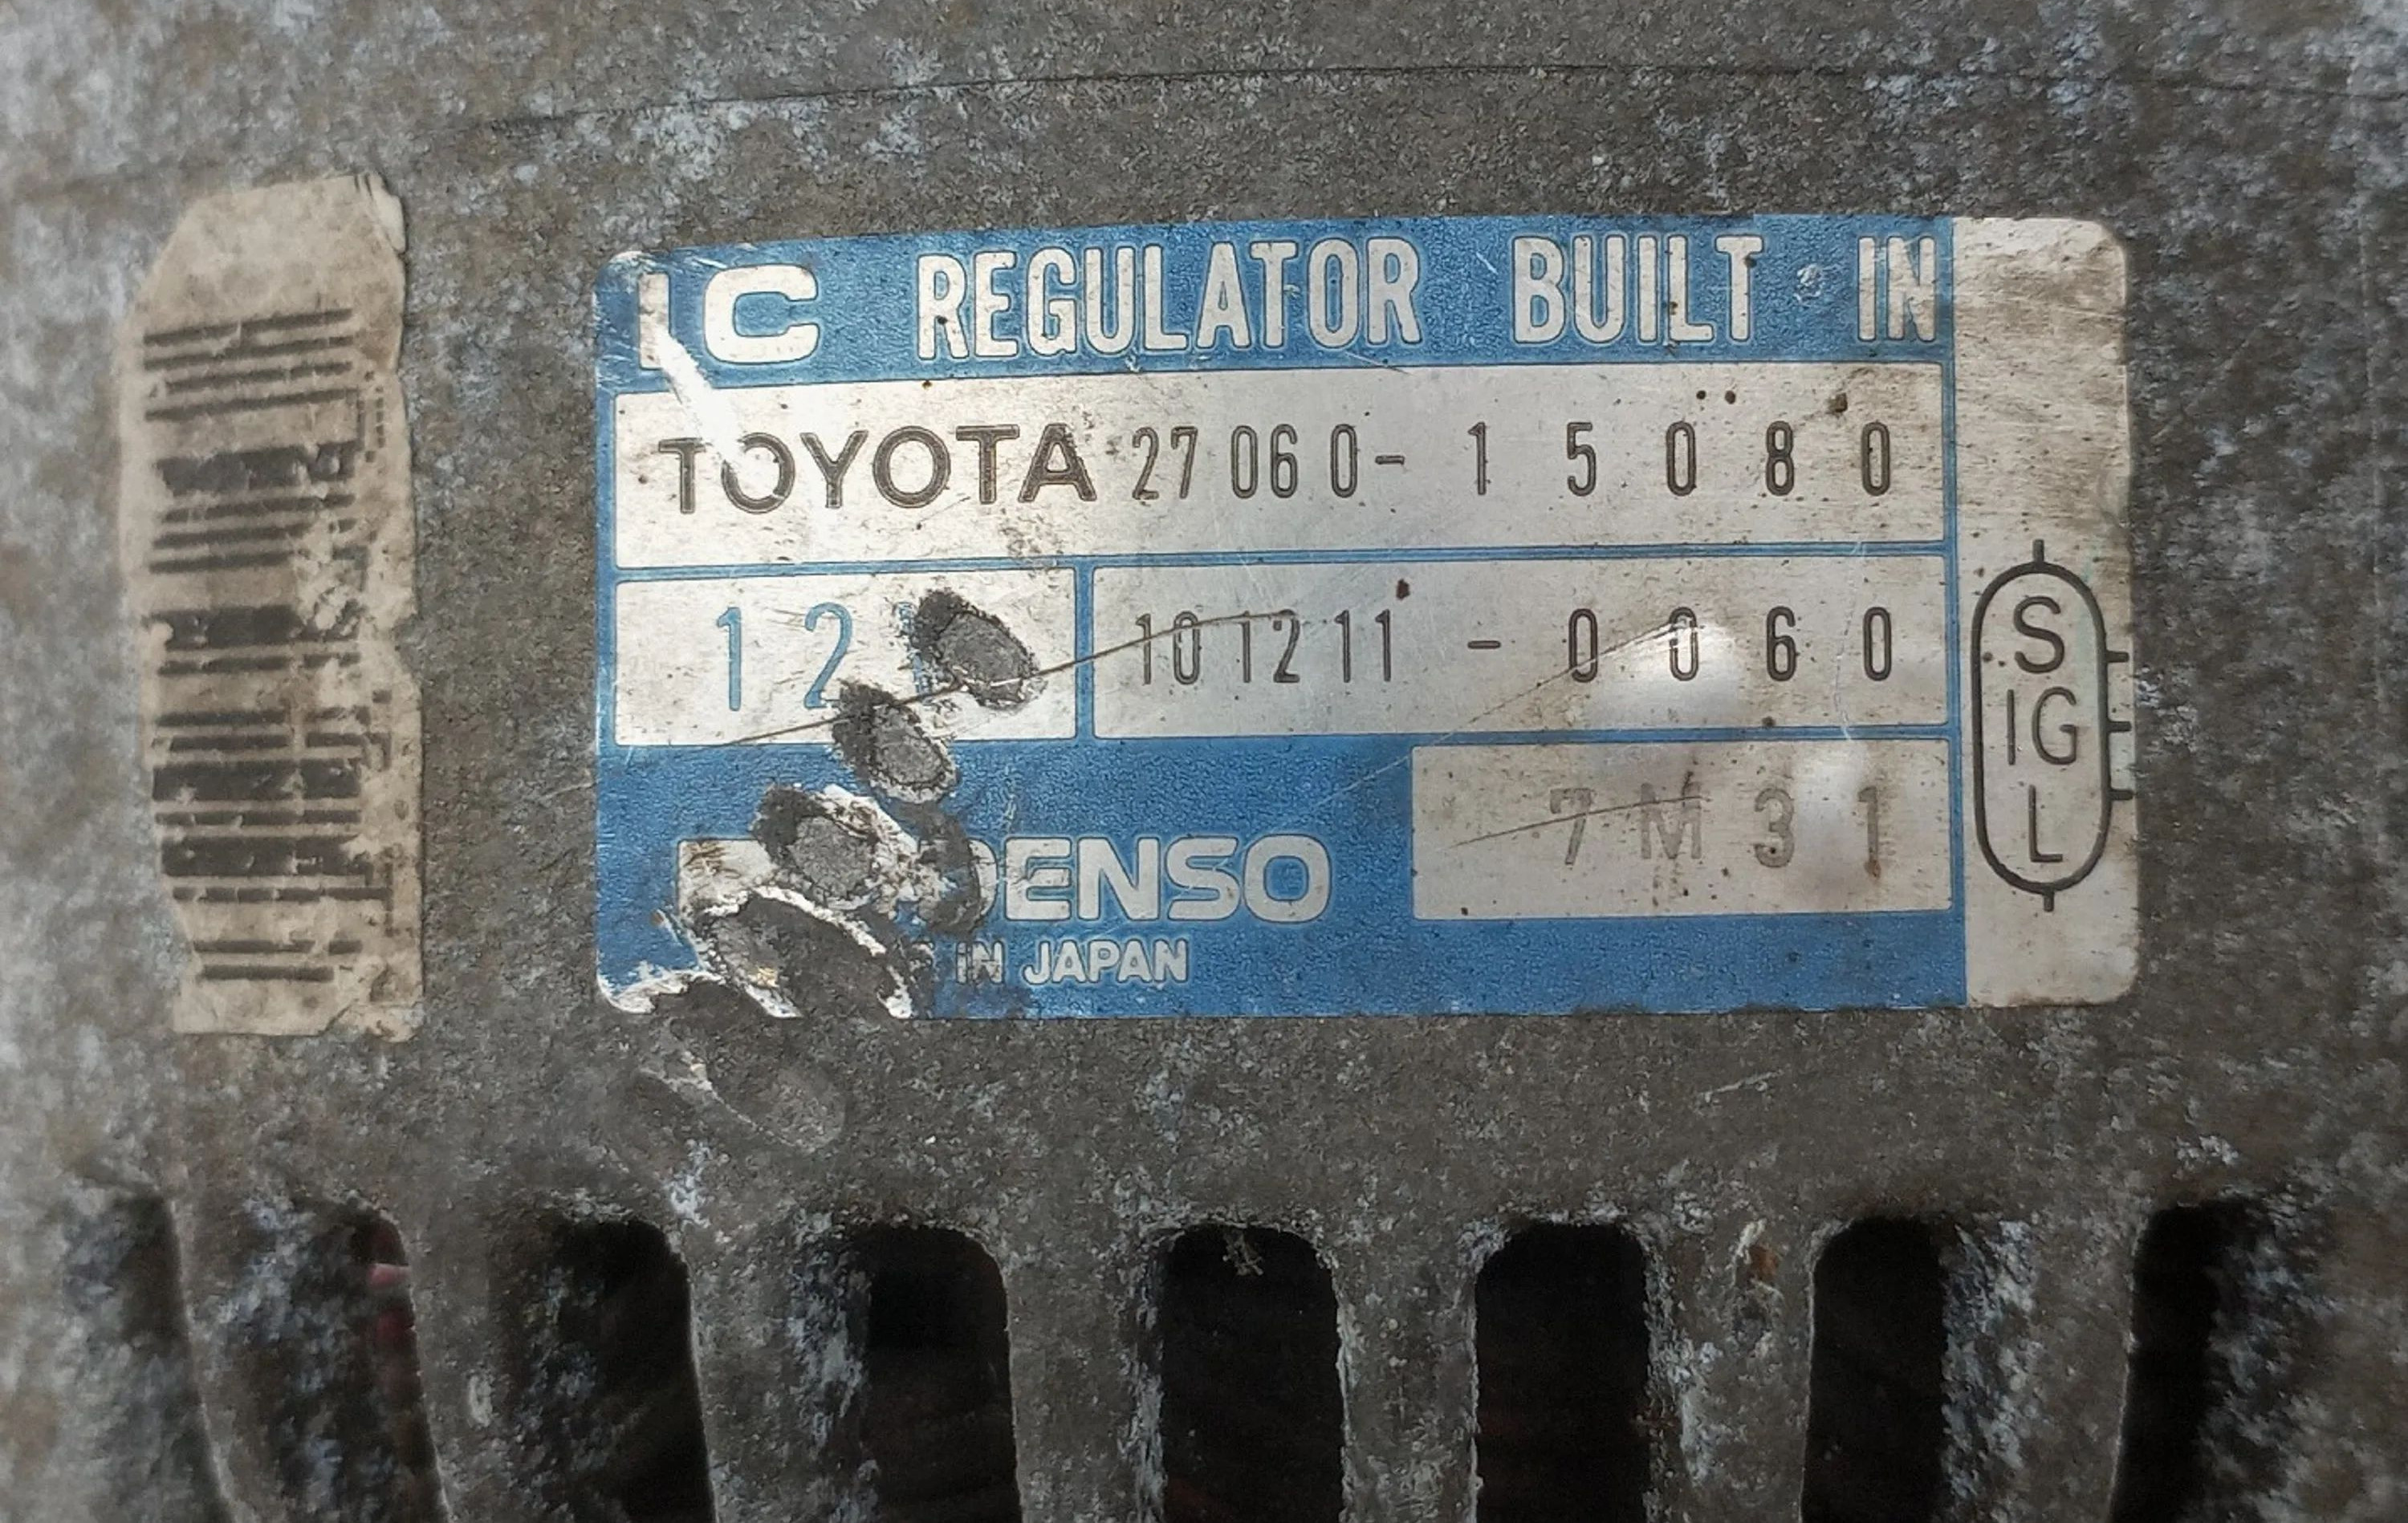 IC REGULATOR BUILT-IN
TOYOTA 27060-15080
12
101211-0060
7M31
DENSO
IN JAPAN
S
IG
L